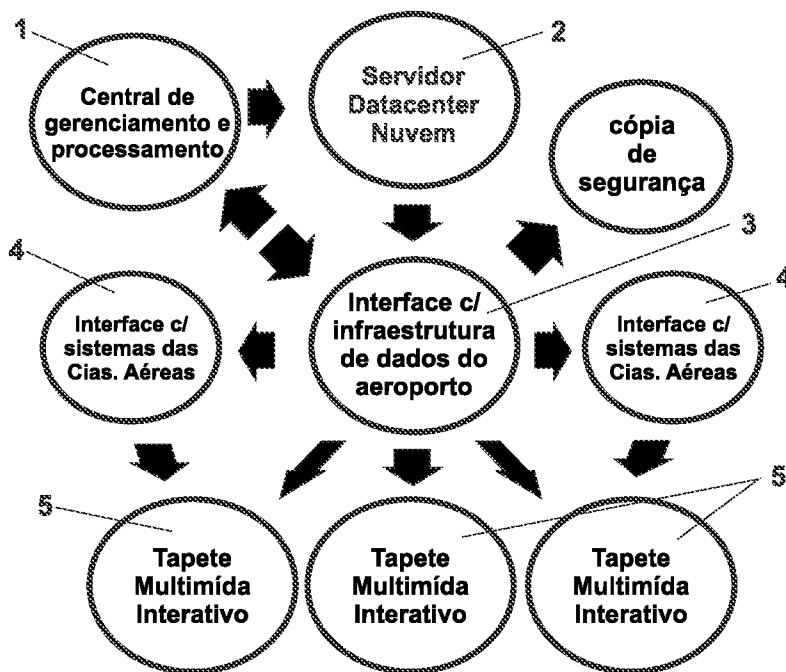 1
Central de
gerenciamento e
processamento
2
Servidor
Datacenter
Nuvem
cópia
de
segurança
3
Interface c/
infraestrutura
de dados do
aeroporto
4
Interface c/
sistemas das
Cias. Aéreas
4
Interface c/
sistemas das
Cias. Aéreas
5
Tapete
Multimída
Interativo
Tapete
Multimída
Interativo
5
Tapete
Multimída
Interativo